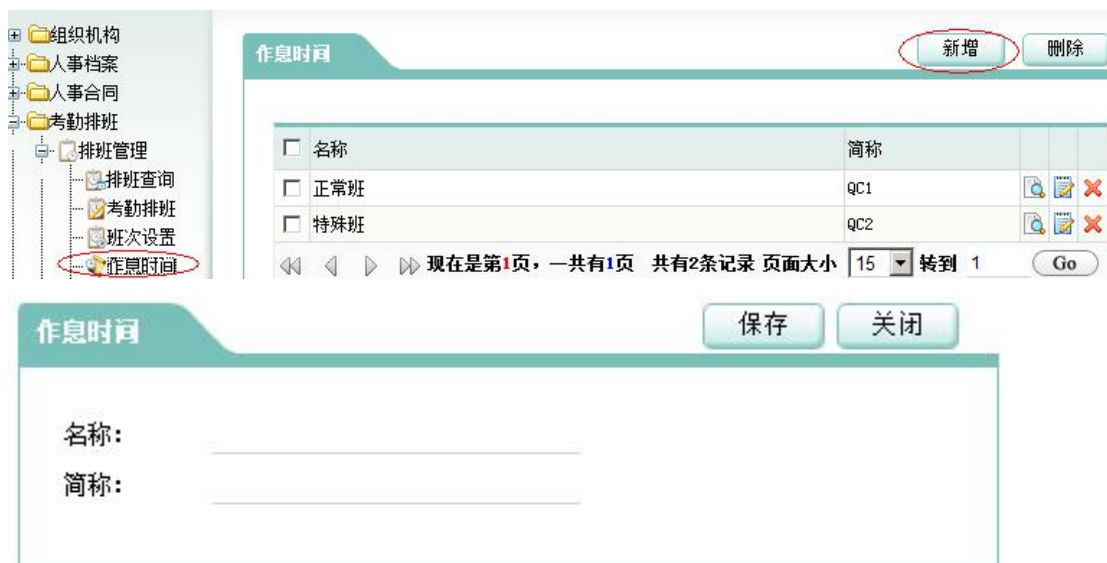 组织机构
人事档案
人事合同
考勤排班
排班管理
排班查询
考勤排班
班次设置
作息时间
作息时间
新增 删除
名称 简称
正常班 QC1
特殊班 QC2
现在是第1页，一共有1页 共有2条记录 页面大小 15 转到 1 Go
作息时间
保存 关闭
名称：
简称：